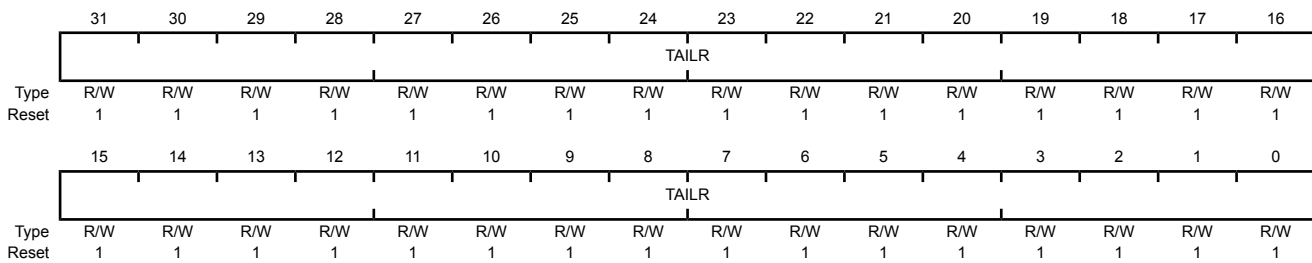 31 30 29 28 27 26 25 24 23 22 21 20 19 18 17 16
TAILR
Type R/W R/W R/W R/W R/W R/W R/W R/W R/W R/W R/W R/W R/W R/W R/W R/W
Reset 1 1 1 1 1 1 1 1 1 1 1 1 1 1 1 1
15 14 13 12 11 10 9 8 7 6 5 4 3 2 1 0
TAILR
Type R/W R/W R/W R/W R/W R/W R/W R/W R/W R/W R/W R/W R/W R/W R/W R/W
Reset 1 1 1 1 1 1 1 1 1 1 1 1 1 1 1 1